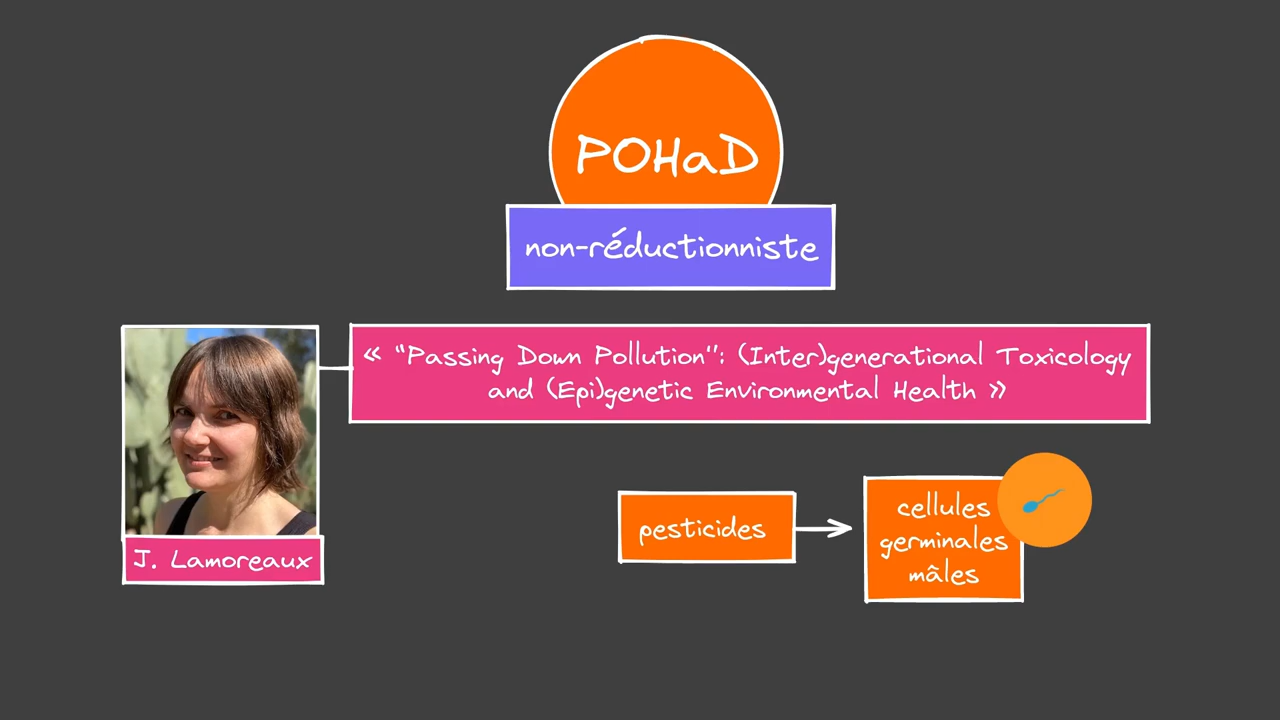 POHaD
non-réductionniste
« “Passing Down Pollution”: (Inter)generational Toxicology
and (Epi)genetic Environmental Health »
J. Lamoreaux
pesticides
cellules
germinales
mâles